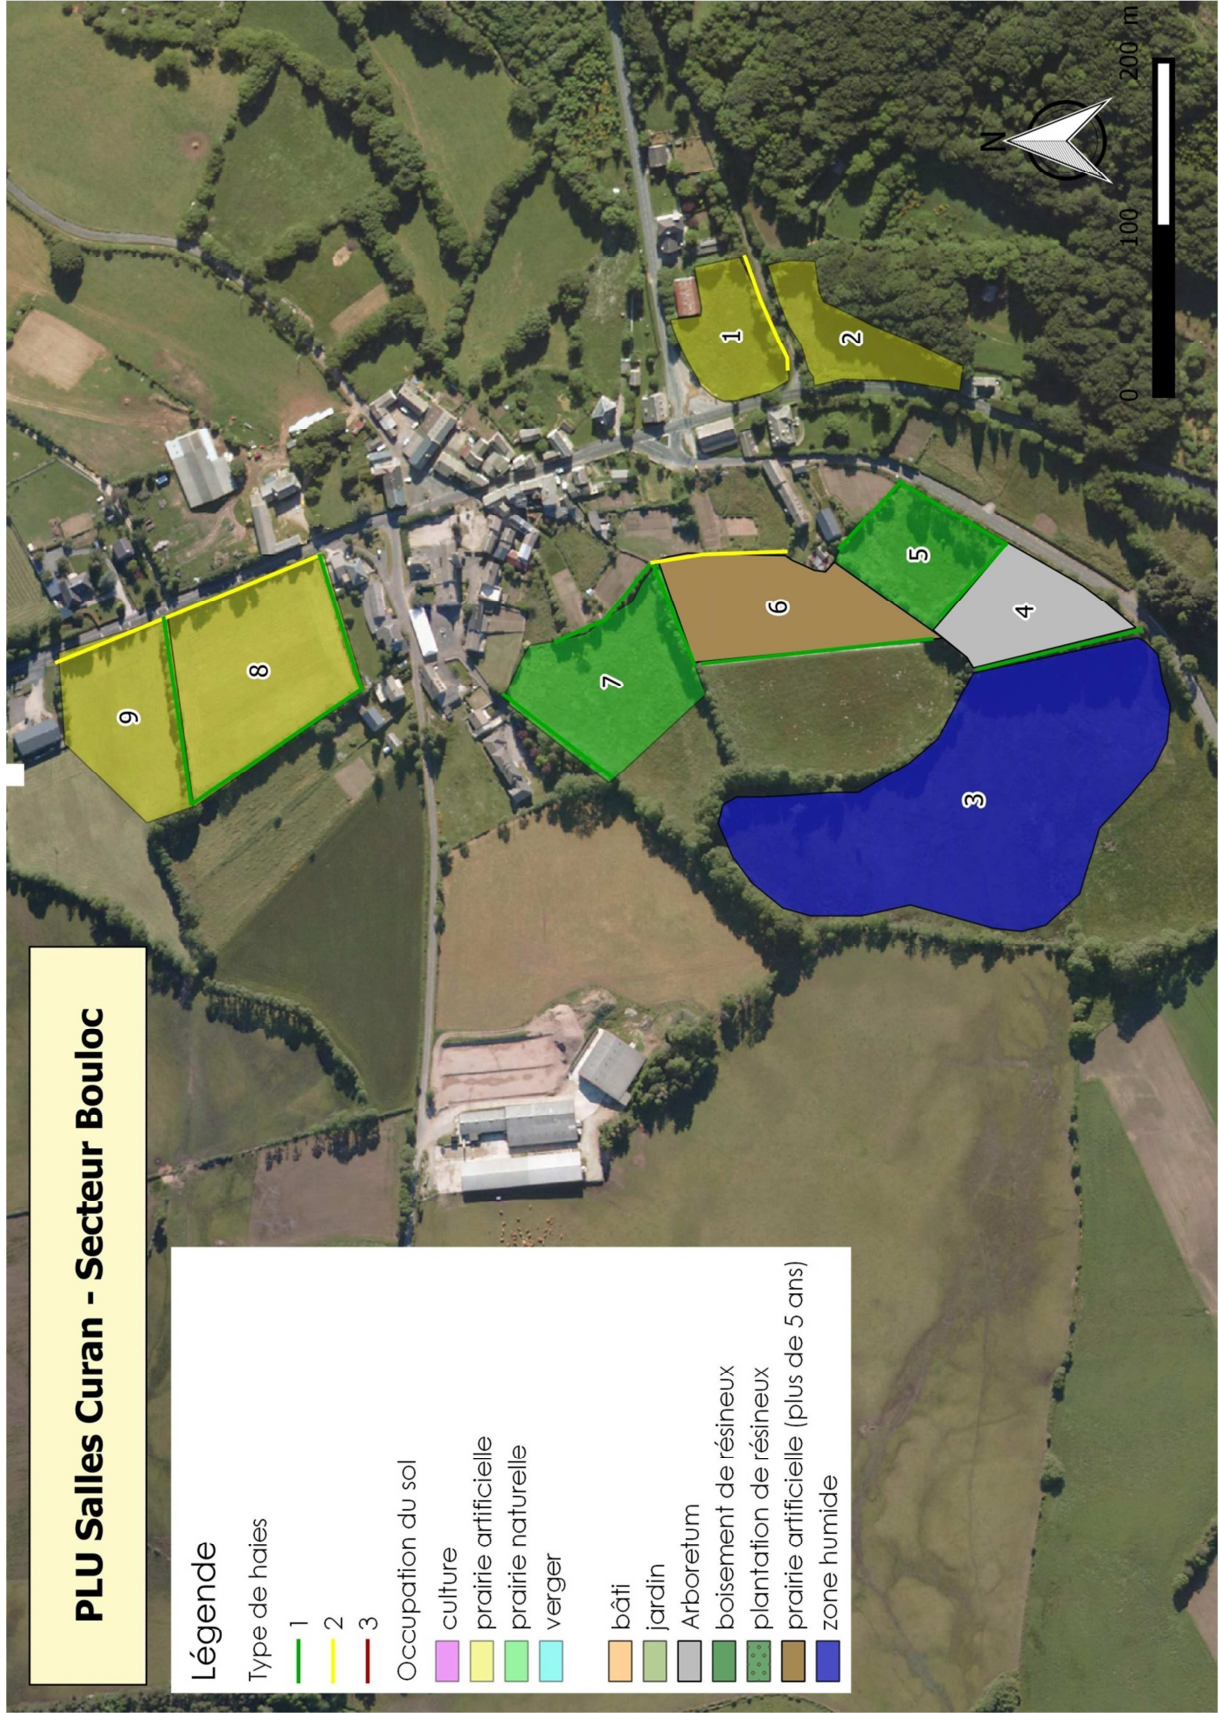 PLU Salles Curan - Secteur Bouloc
Légende
Type de haies
1
2
3
Occupation du sol
culture
prairie artificielle
prairie naturelle
verger
bâti
jardin
Arboretum
boisement de résineux
plantation de résineux
prairie artificielle (plus de 5 ans)
zone humide
9
8
7
6
5
4
3
1
2
N
0 100 200 m